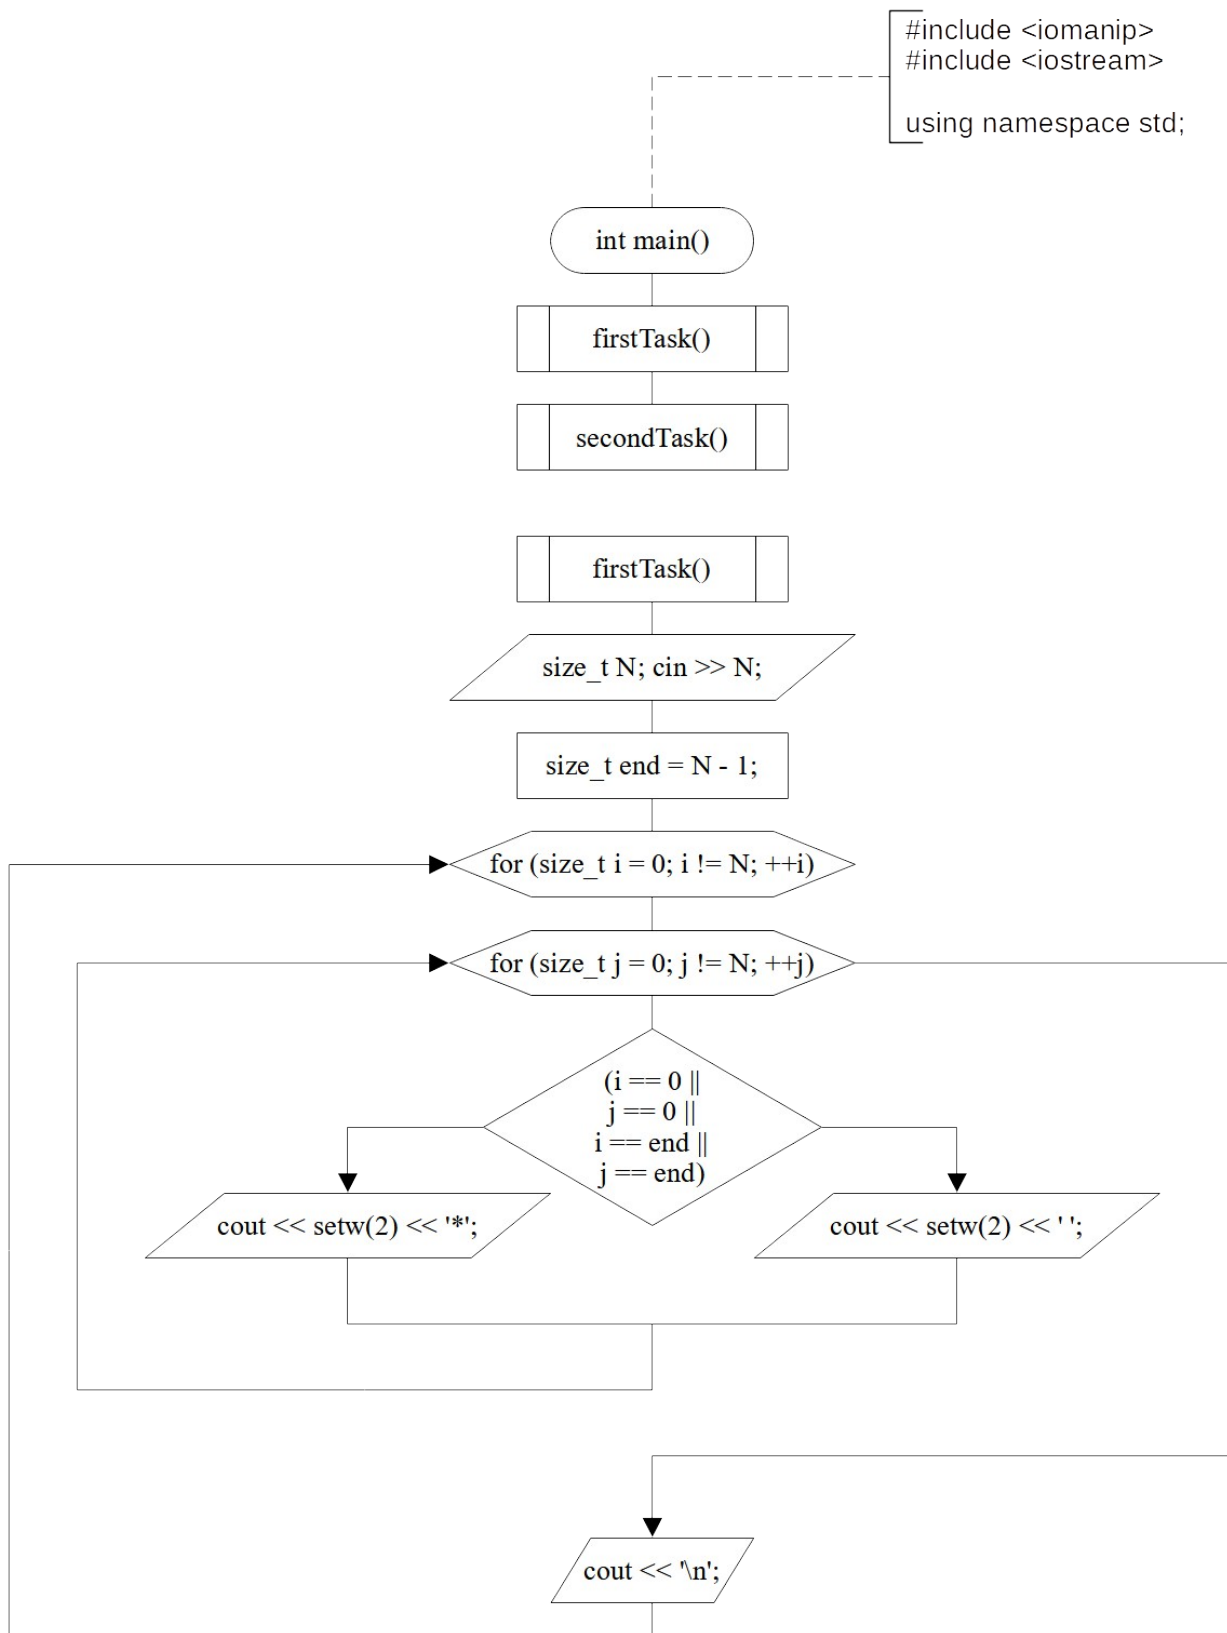 #include <iomanip>
#include <iostream>
using namespace std;
int main()
firstTask()
secondTask()
firstTask()
size_t N; cin >> N;
size_t end = N - 1;
for (size_t i = 0; i != N; ++i)
for (size_t j = 0; j != N; ++j)
(i == 0 ||
j == 0 ||
i == end ||
j == end)
cout << setw(2) << '*';
cout << setw(2) << ' ';
cout << '\n';